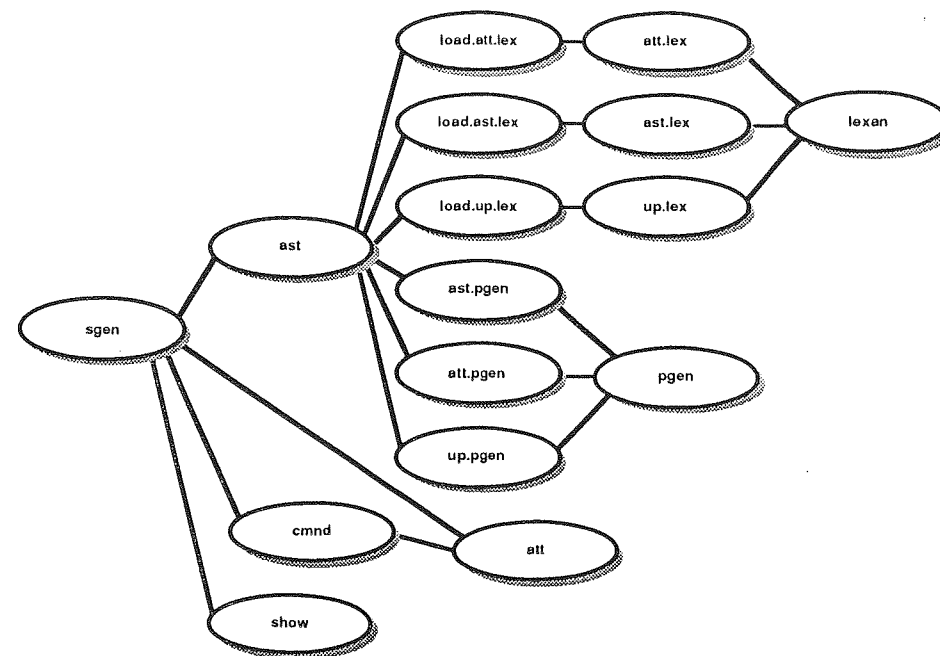 load.att.lex
att.lex
load.ast.lex
ast.lex
lexan
load.up.lex
up.lex
ast
ast.pgen
sgen
att.pgen
pgen
up.pgen
cmnd
att
show